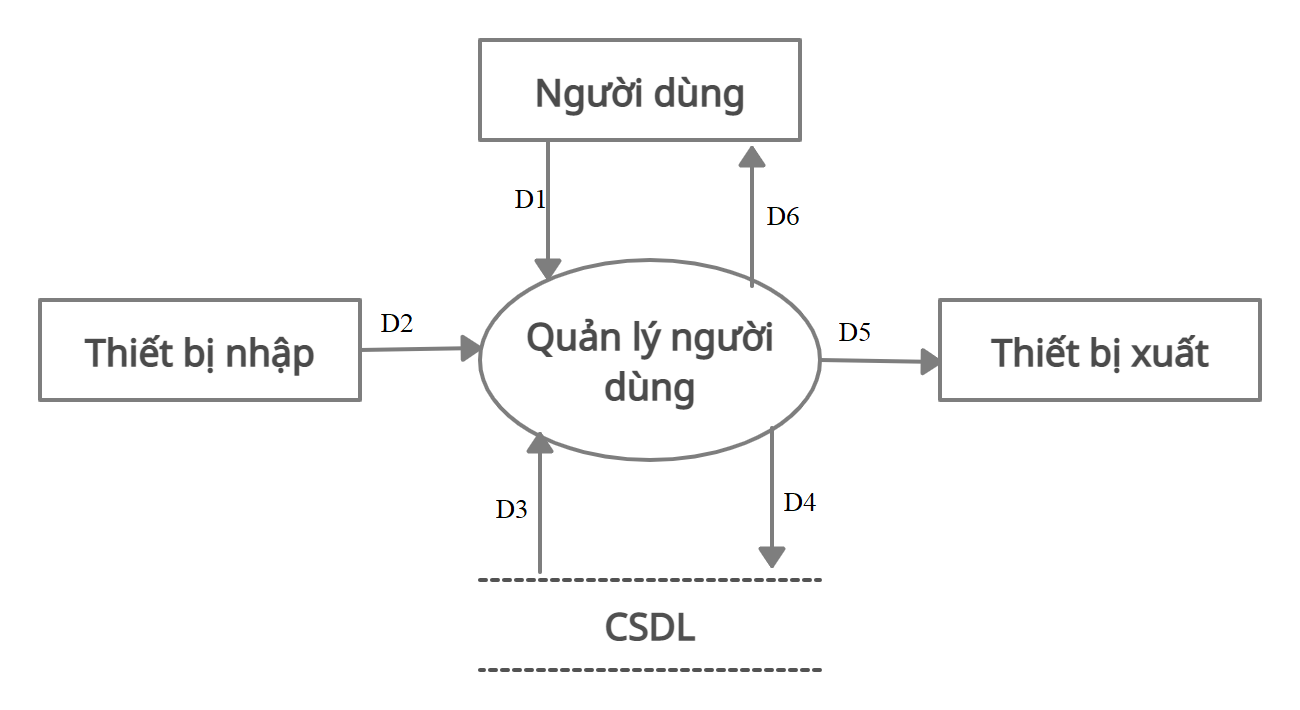 Người dùng
D1
D6
Thiết bị nhập
D2
Quản lý người
dùng
D5
Thiết bị xuất
D3
D4
CSDL